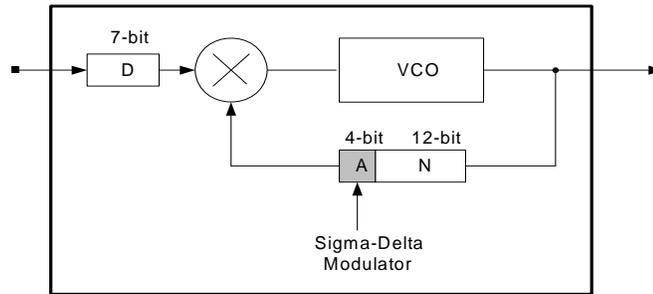 7-bit
D
VCO
4-bit 12-bit
A N
Sigma-Delta
Modulator